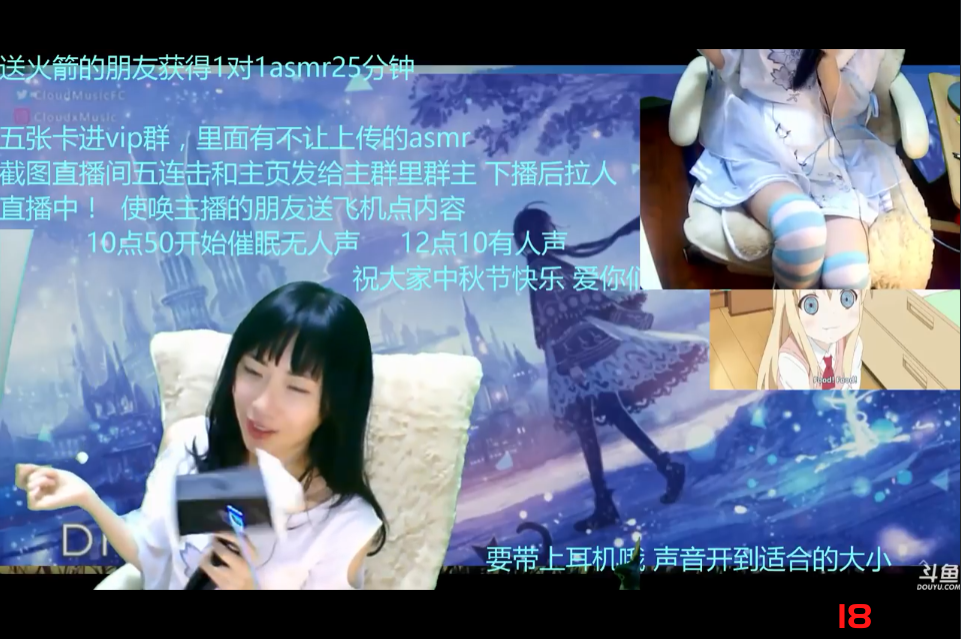 送火箭的朋友获得1对1asmr25分钟
CloudMusicFC
CloudxMusic
五张卡进vip群，里面有不让上传的asmr
截图直播间五连击和主页发给主群里群主 下播后拉人
直播中！ 使唤主播的朋友送飞机点内容
10点50开始催眠无人声 12点10有人声
祝大家中秋节快乐 爱你们
要带上耳机哦 声音开到适合的大小
斗鱼
DOUYU.COM
18